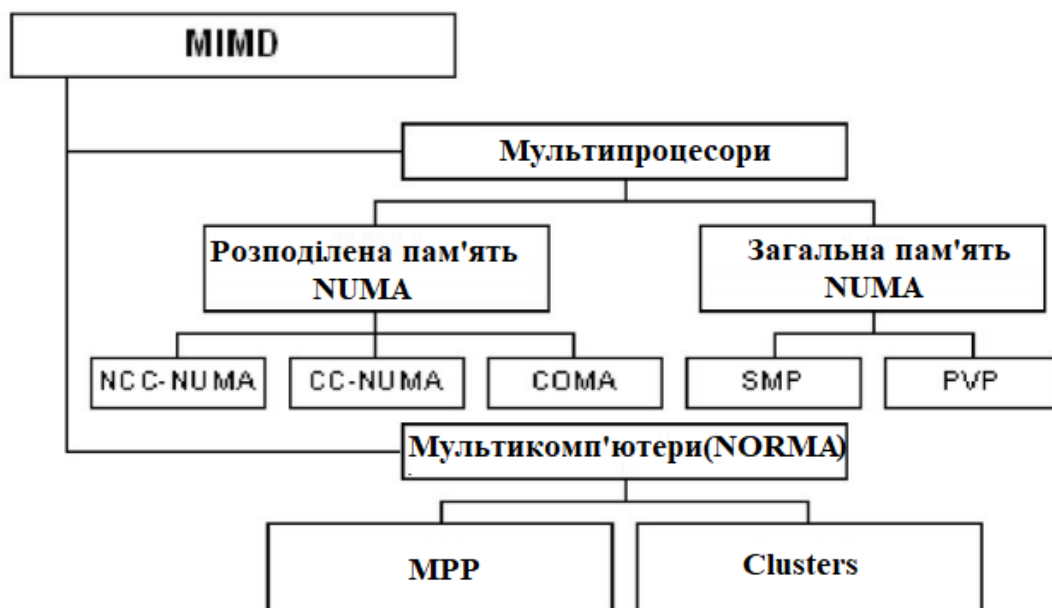 MIMD
Мультипроцесори
Розподілена пам'ять
NUMA
Загальна пам'ять
NUMA
NCC-NUMA
CC-NUMA
COMA
SMP
PVP
Мультикомп'ютери(NORMA)
MPP
Clusters